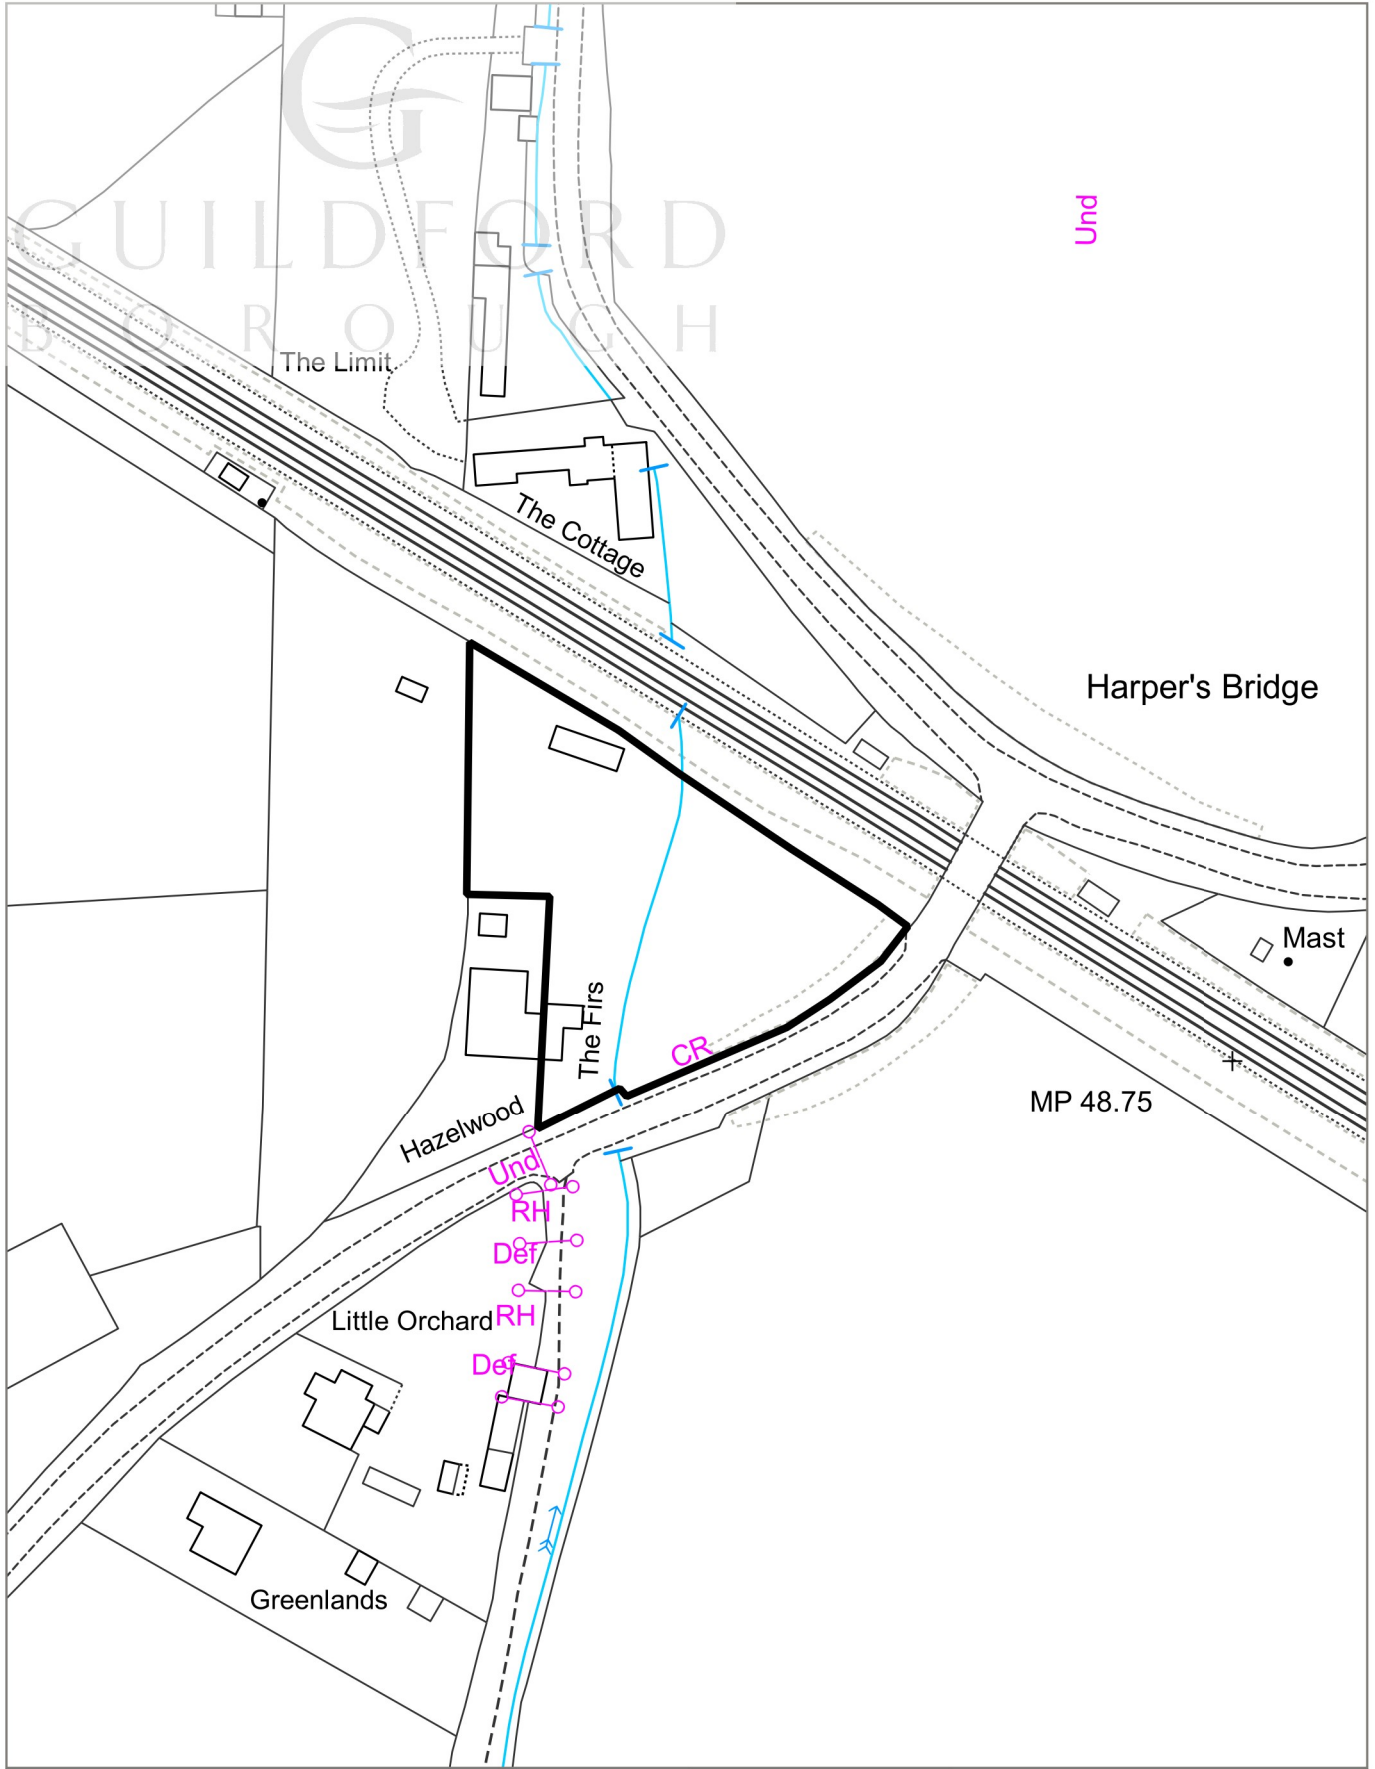 GUILDFORD
BOROUGH
Und
The Limit
The Cottage
Harper's Bridge
Mast
The Firs
CR
MP 48.75
Hazelwood
Und
RH
Def
RH
Little Orchard
Def
Greenlands